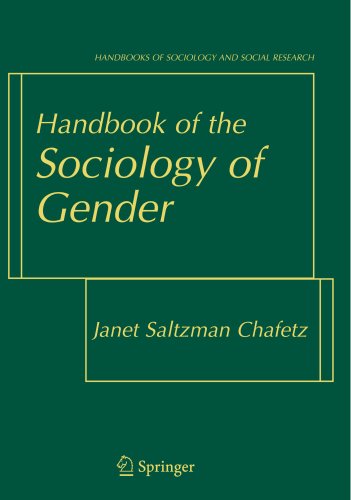 HANDBOOKS OF SOCIOLOGY AND SOCIAL RESEARCH
Handbook of the
Sociology of
Gender
Janet Saltzman Chafetz
Springer